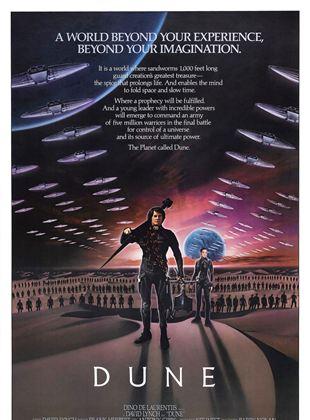 A WORLD BEYOND YOUR EXPERIENCE,
BEYOND YOUR IMAGINATION.
It is a world where sandworms 1,000 feet long
guard creation's greatest treasure—
the spice that prolongs life. And enables the mind
to fold space and slow time.
Where a prophecy will be fulfilled.
And a young leader with incredible powers
will emerge to command an army
of five million warriors in the final battle
for control of a universe
and its source of ultimate power.
The Planet called Dune.
DUNE
DINO DE LAURENTIIS
DAVID LYNCH "DUNE"